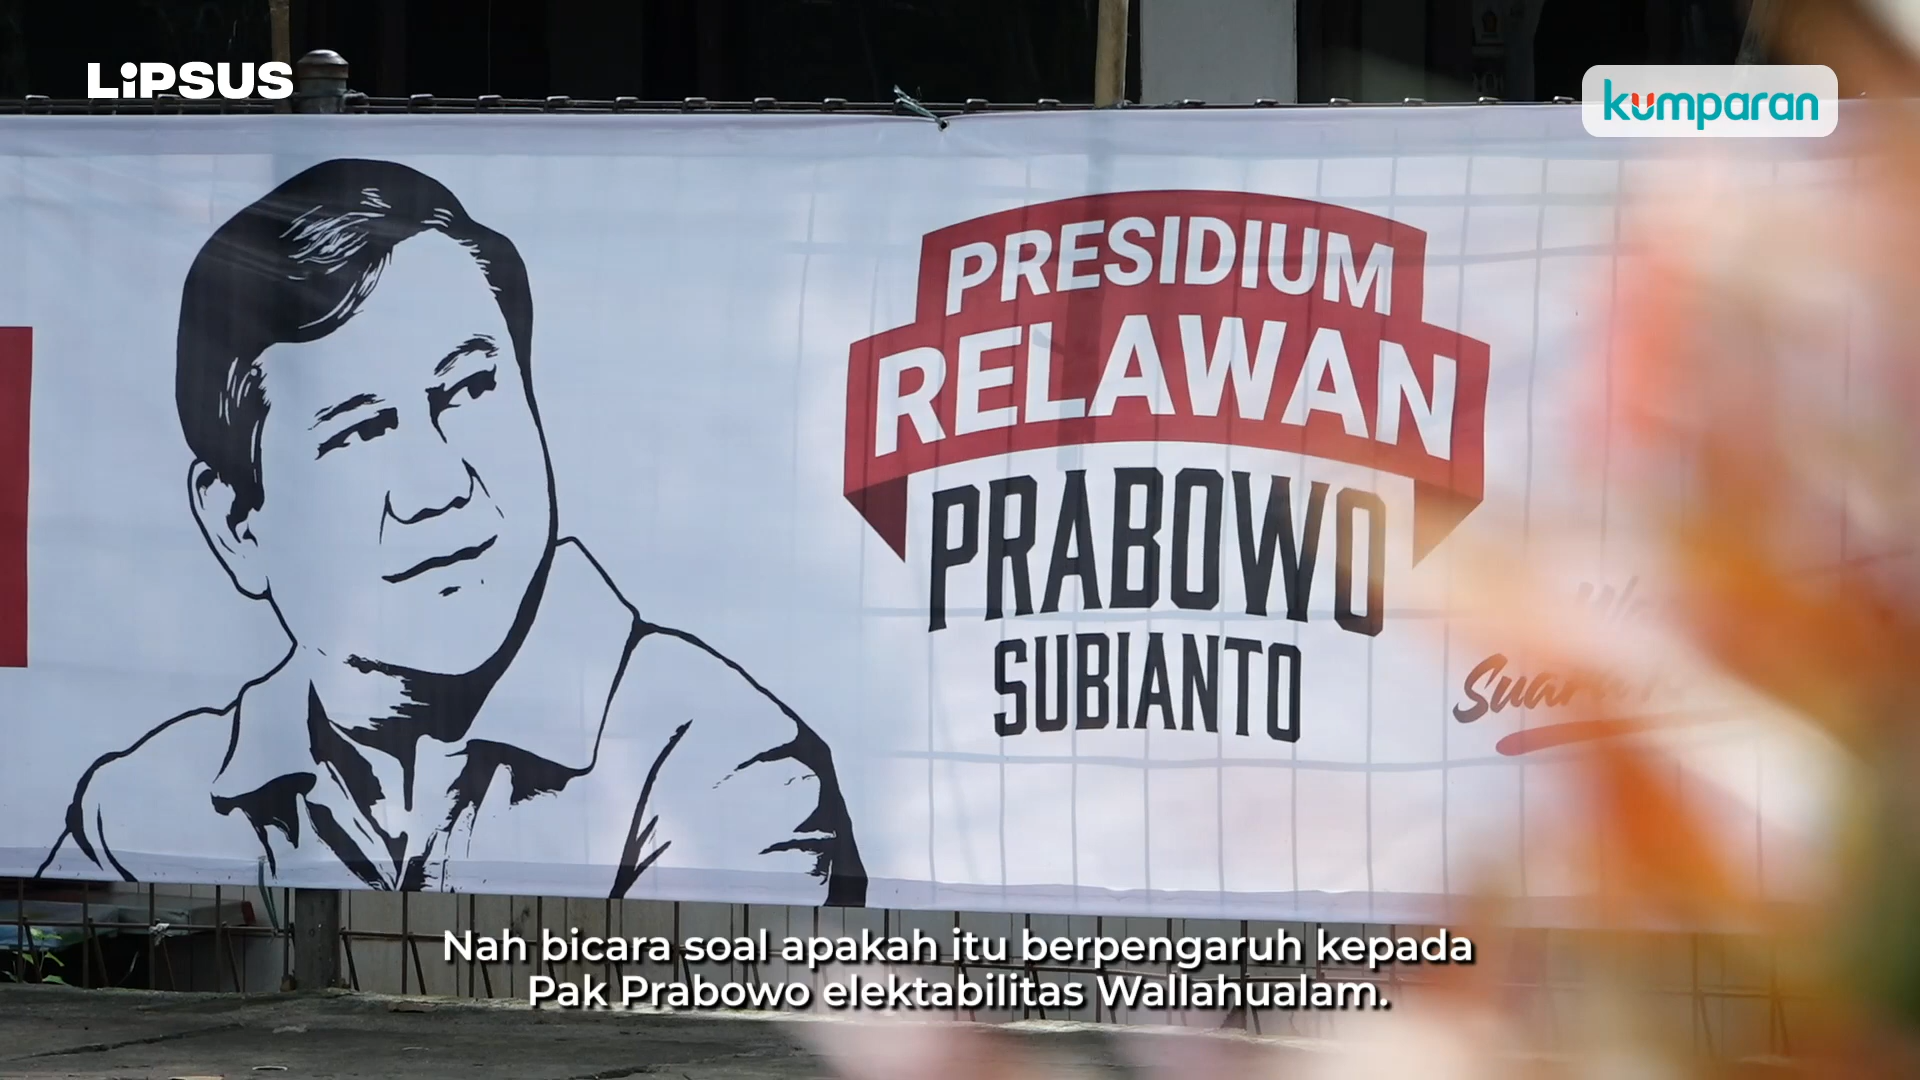 LiPSUS
kumparan
PRESIDIUM
RELAWAN
PRABOWO
SUBIANTO
Nah bicara soal apakah itu berpengaruh kepada
Pak Prabowo elektabilitas Wallahualam.